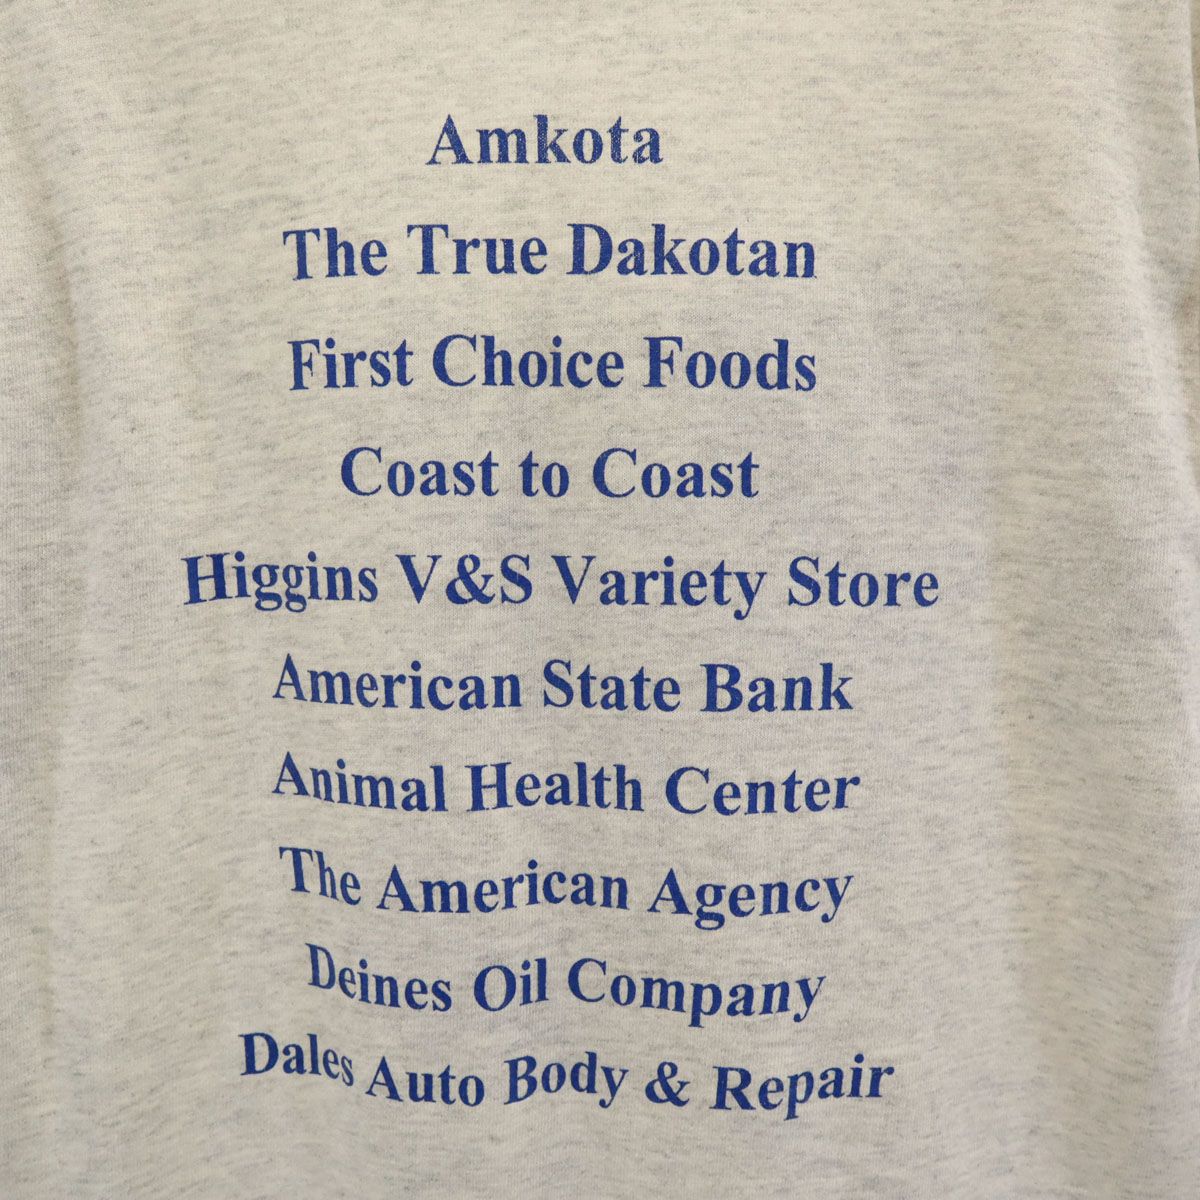 Amkota
The True Dakotan
First Choice Foods
Coast to Coast
Higgins V&S Variety Store
American State Bank
Animal Health Center
The American Agency
Deines Oil Company
Dales Auto Body & Repair